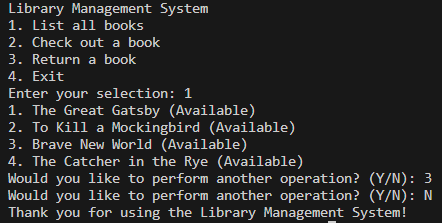 Library Management System
1. List all books
2. Check out a book
3. Return a book
4. Exit
Enter your selection: 1
1. The Great Gatsby (Available)
2. To Kill a Mockingbird (Available)
3. Brave New World (Available)
4. The Catcher in the Rye (Available)
Would you like to perform another operation? (Y/N): 3
Would you like to perform another operation? (Y/N): N
Thank you for using the Library Management System!